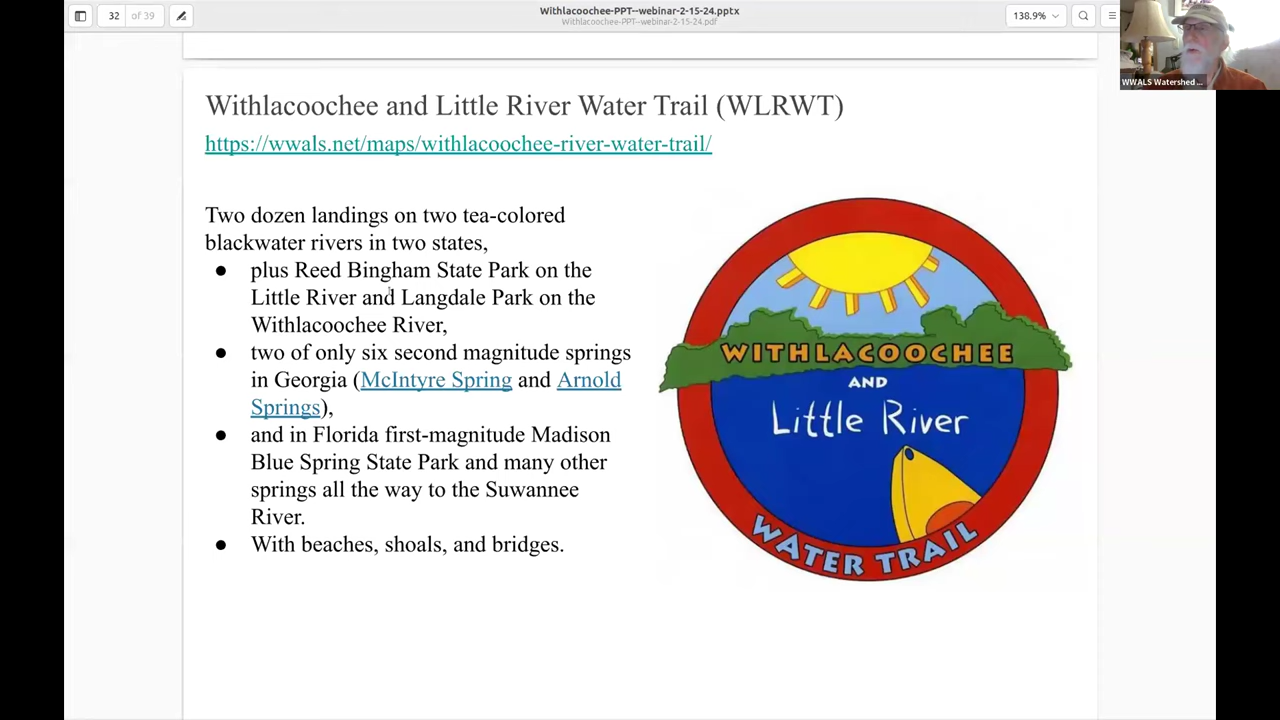 Withlacoochee-PPT--webinar-2-15-24.pptx
Withlacoochee-PPT--webinar-2-15-24.pdf
32 of 39
138.9%
WWALS Watershed ...
Withlacoochee and Little River Water Trail (WLRWT)
https://wwals.net/maps/withlacoochee-river-water-trail/
Two dozen landings on two tea-colored
blackwater rivers in two states,
● plus Reed Bingham State Park on the
Little River and Langdale Park on the
Withlacoochee River,
● two of only six second magnitude springs
in Georgia (McIntyre Spring and Arnold
Springs),
● and in Florida first-magnitude Madison
Blue Spring State Park and many other
springs all the way to the Suwannee
River.
● With beaches, shoals, and bridges.
WITHLACOOCHEE
AND
Little River
WATER TRAIL